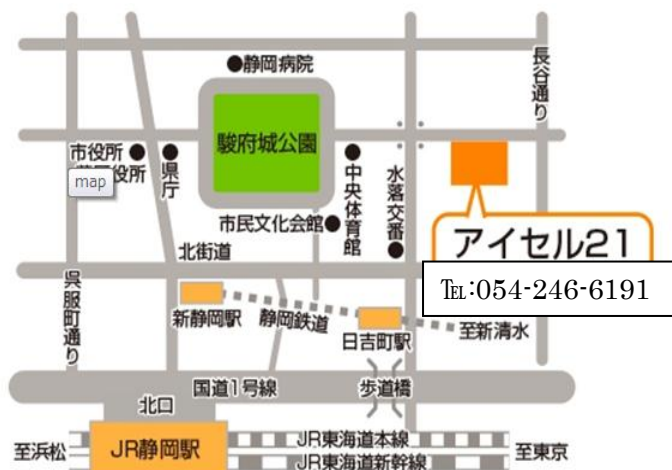 静岡病院
長谷通り
駿府城公園
市役所
役所
map
県庁
中央体育館
水落交番
市民文化会館
アイセル21
℡:054-246-6191
北街道
呉服町通り
新静岡駅
静岡鉄道
日吉町駅
至新清水
国道1号線
歩道橋
北口
至浜松
JR静岡駅
JR東海道本線
JR東海道新幹線
至東京